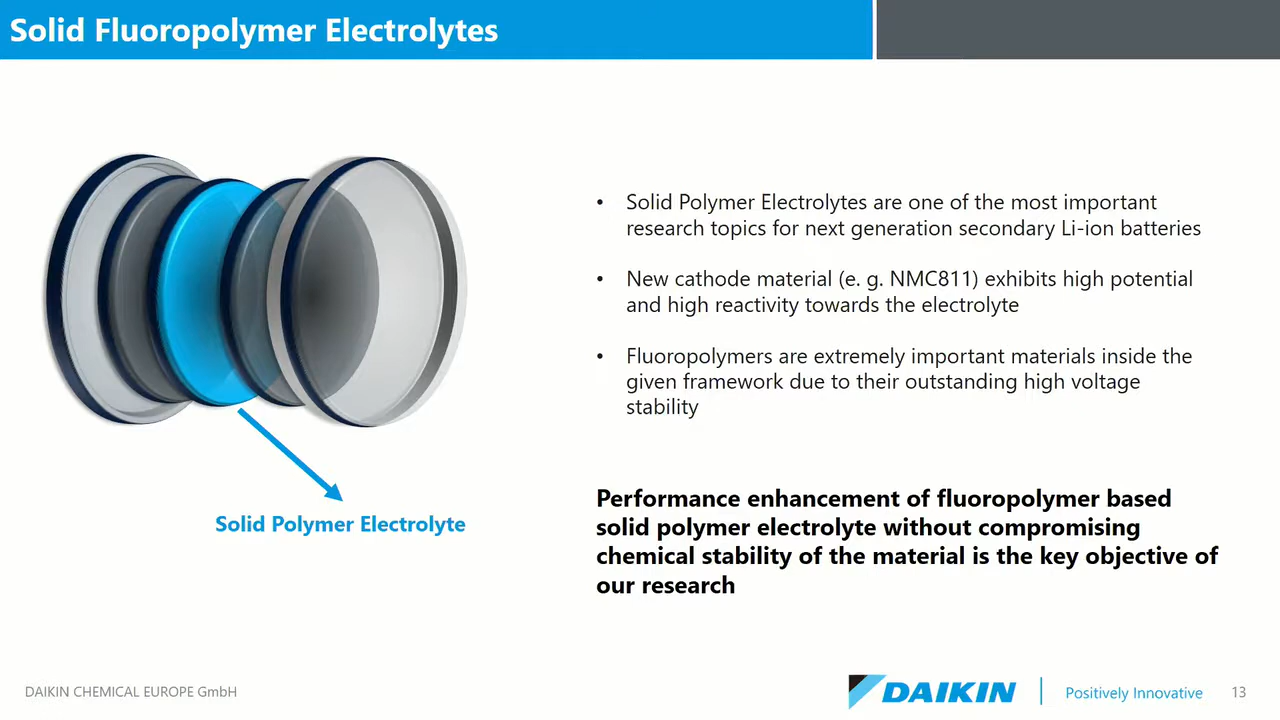 Solid Fluoropolymer Electrolytes
• Solid Polymer Electrolytes are one of the most important
research topics for next generation secondary Li-ion batteries
• New cathode material (e. g. NMC811) exhibits high potential
and high reactivity towards the electrolyte
• Fluoropolymers are extremely important materials inside the
given framework due to their outstanding high voltage
stability
Solid Polymer Electrolyte
Performance enhancement of fluoropolymer based
solid polymer electrolyte without compromising
chemical stability of the material is the key objective of
our research
DAIKIN CHEMICAL EUROPE GmbH
DAIKIN
Positively Innovative
13